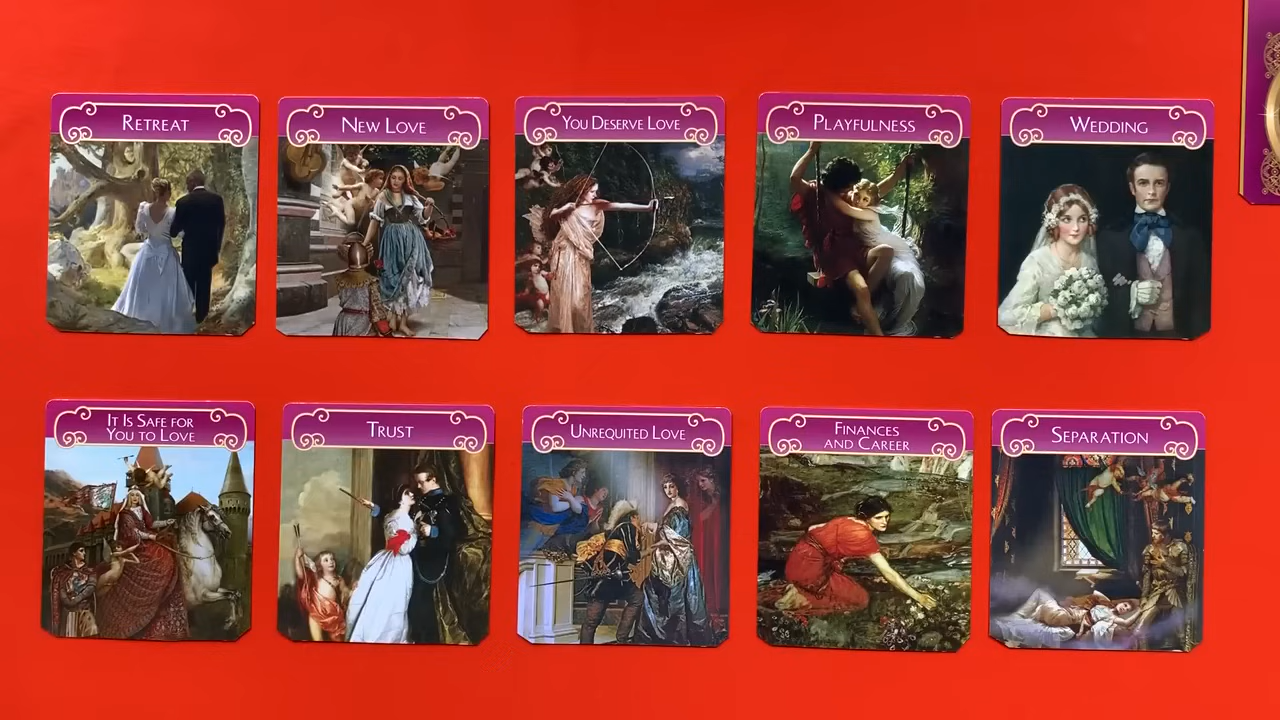 RETREAT
NEW LOVE
YOU DESERVE LOVE
PLAYFULNESS
WEDDING
IT IS SAFE FOR
YOU TO LOVE
TRUST
UNREQUITED LOVE
FINANCES
AND CAREER
SEPARATION